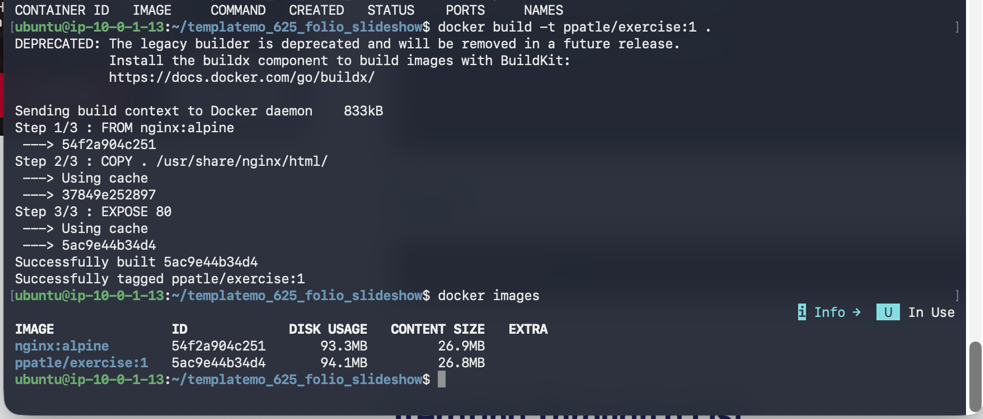 CONTAINER ID   IMAGE     COMMAND   CREATED   STATUS    PORTS     NAMES
[ubuntu@ip-10-0-1-13:~/templatemo_625_folio_slideshow$ docker build -t ppatle/exercise:1 . ]
DEPRECATED: The legacy builder is deprecated and will be removed in a future release.
            Install the buildx component to build images with BuildKit:
            https://docs.docker.com/go/buildx/
Sending build context to Docker daemon    833kB
Step 1/3 : FROM nginx:alpine
 ---> 54f2a904c251
Step 2/3 : COPY . /usr/share/nginx/html/
 ---> Using cache
 ---> 37849e252897
Step 3/3 : EXPOSE 80
 ---> Using cache
 ---> 5ac9e44b34d4
Successfully built 5ac9e44b34d4
Successfully tagged ppatle/exercise:1
[ubuntu@ip-10-0-1-13:~/templatemo_625_folio_slideshow$ docker images ]
i Info → U In Use
IMAGE               ID             DISK USAGE   CONTENT SIZE   EXTRA
nginx:alpine        54f2a904c251       93.3MB         26.9MB
ppatle/exercise:1   5ac9e44b34d4       94.1MB         26.8MB
ubuntu@ip-10-0-1-13:~/templatemo_625_folio_slideshow$